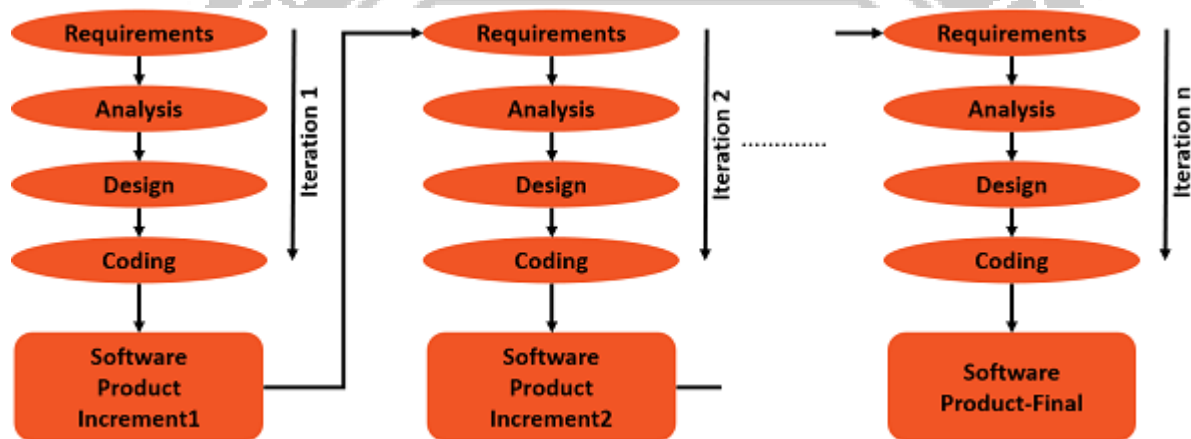 Requirements
Analysis
Design
Coding
Software
Product
Increment1
Iteration 1
Requirements
Analysis
Design
Coding
Software
Product
Increment2
Iteration 2
..............
Requirements
Analysis
Design
Coding
Software
Product-Final
Iteration n